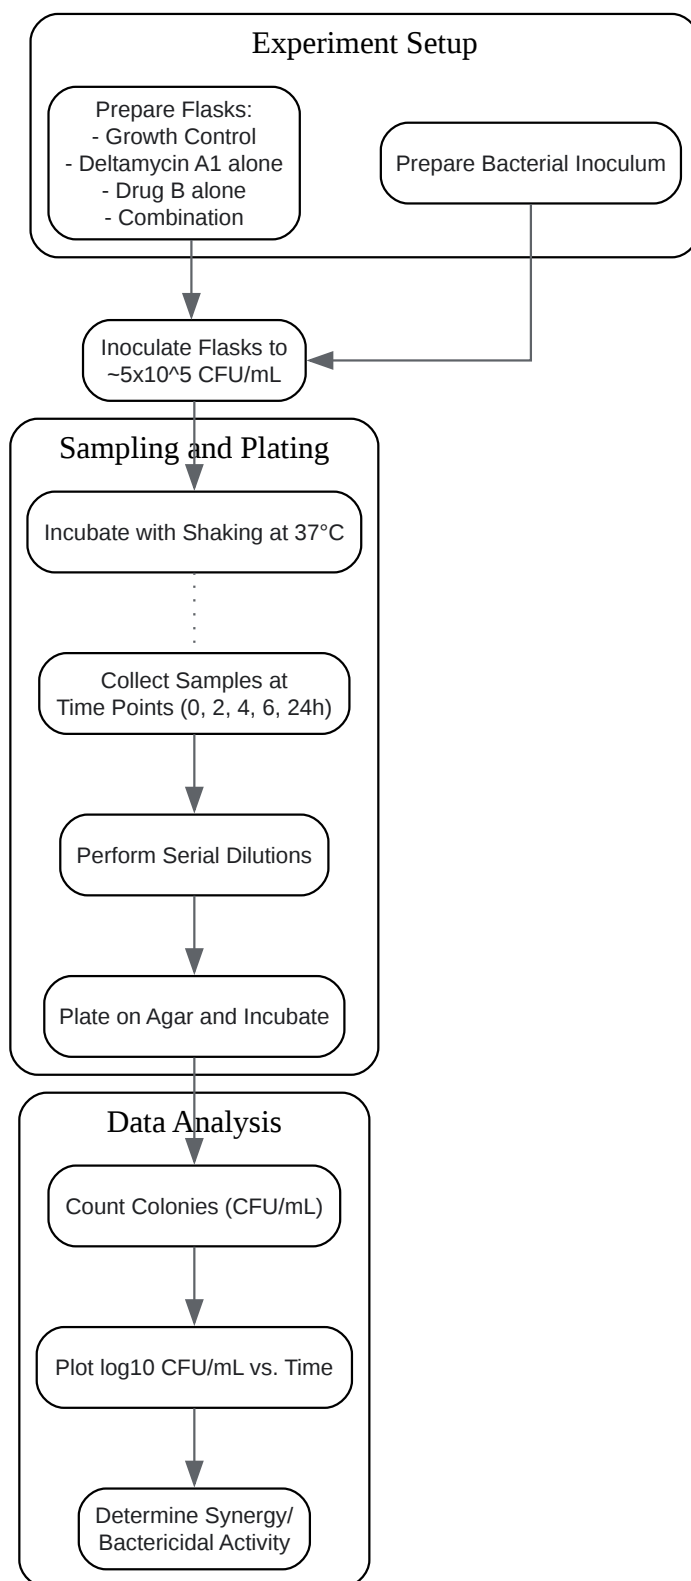 Experiment Setup
Prepare Flasks:
- Growth Control
- Deltamycin A1 alone
- Drug B alone
- Combination
Prepare Bacterial Inoculum
Inoculate Flasks to
~5x10^5 CFU/mL
Sampling and Plating
Incubate with Shaking at 37°C
Collect Samples at
Time Points (0, 2, 4, 6, 24h)
Perform Serial Dilutions
Plate on Agar and Incubate
Data Analysis
Count Colonies (CFU/mL)
Plot log10 CFU/mL vs. Time
Determine Synergy/
Bactericidal Activity